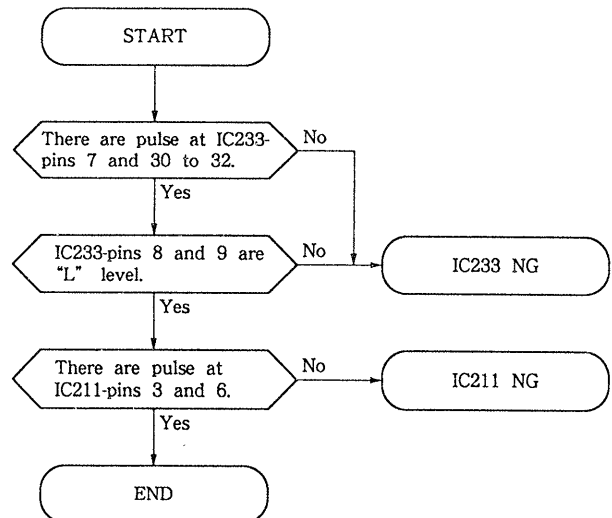 START
There are pulse at IC233-
pins 7 and 30 to 32.
No
Yes
IC233-pins 8 and 9 are
"L" level.
No
IC233 NG
Yes
There are pulse at
IC211-pins 3 and 6.
No
IC211 NG
Yes
END